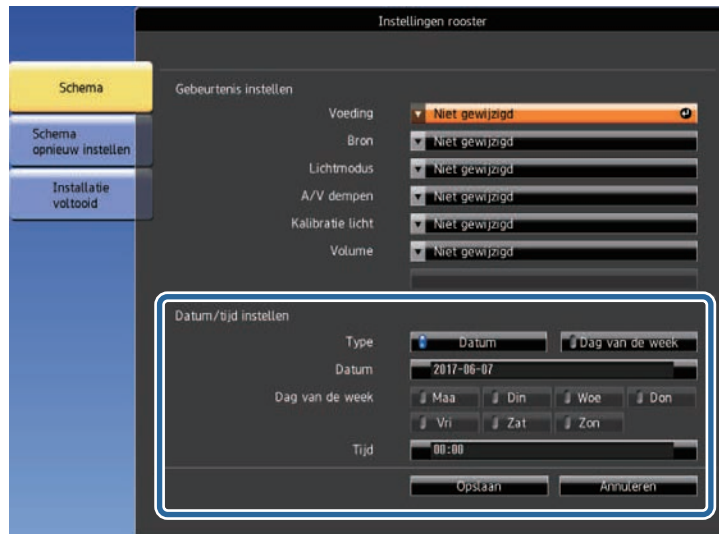 Instellingen rooster
Schema
Schema
opnieuw instellen
Installatie
voltooid
Gebeurtenis instellen
Voeding Niet gewijzigd
Bron Niet gewijzigd
Lichtmodus Niet gewijzigd
A/V dempen Niet gewijzigd
Kalibratie licht Niet gewijzigd
Volume Niet gewijzigd
Datum/tijd instellen
Type Datum Dag van de week
Datum 2017-06-07
Dag van de week Maa Din Woe Don
Vri Zat Zon
Tijd 00:00
Opslaan Annuleren